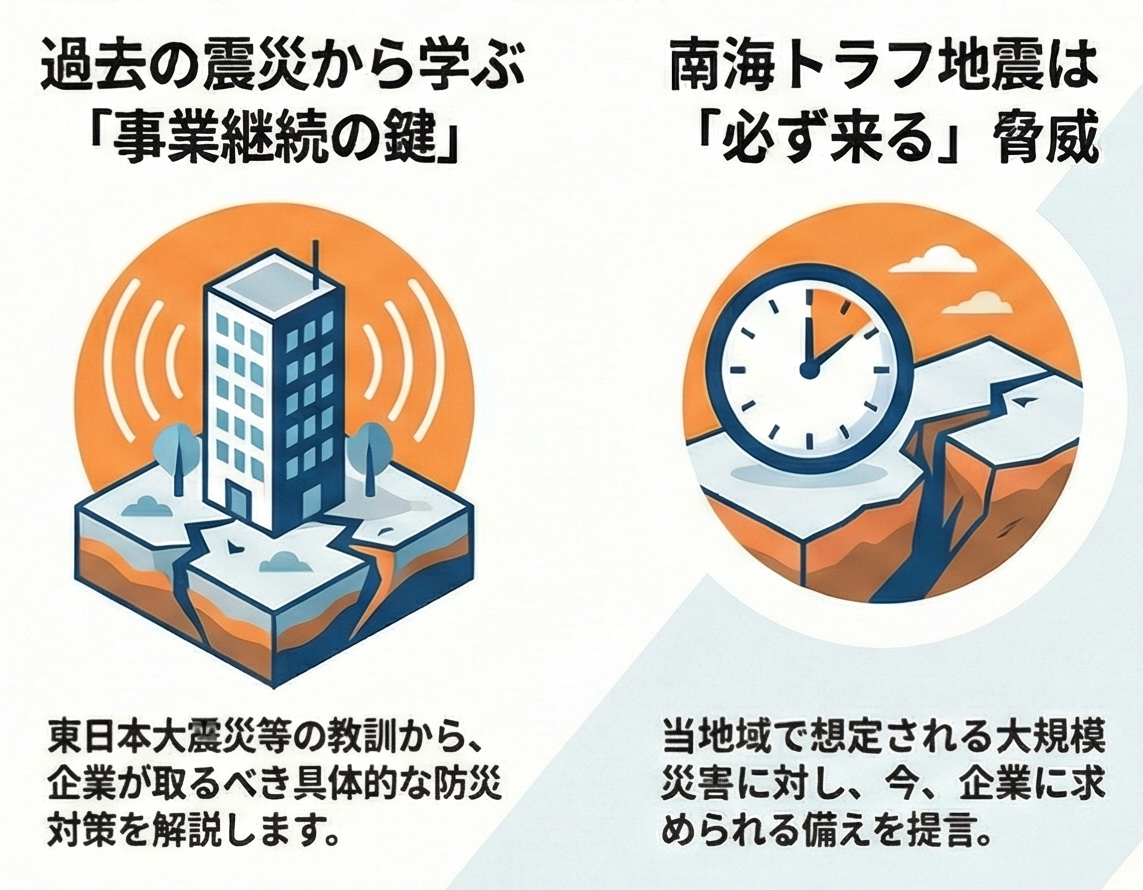 過去の震災から学ぶ
「事業継続の鍵」
東日本大震災等の教訓から、
企業が取るべき具体的な防災
対策を解説します。
南海トラフ地震は
「必ず来る」脅威
当地域で想定される大規模
災害に対し、今、企業に求
められる備えを提言。